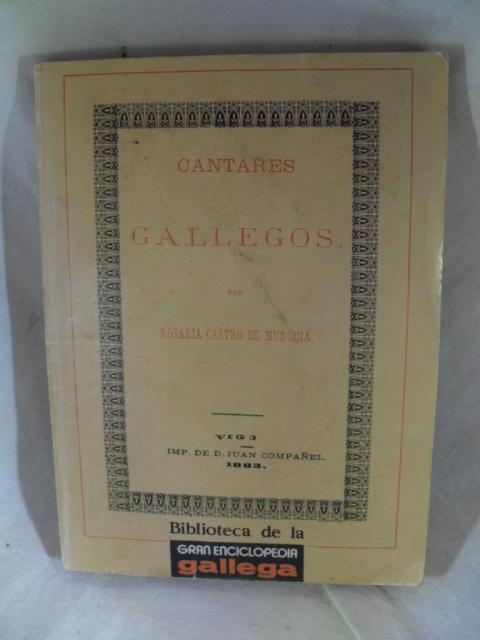 CANTARES
GALLEGOS,
POR
ROSALIA CASTRO DE MURGUIA.
VIGO
IMP. DE D. JUAN COMPAÑEL.
1863.
Biblioteca de la
GRAN ENCICLOPEDIA
gallega